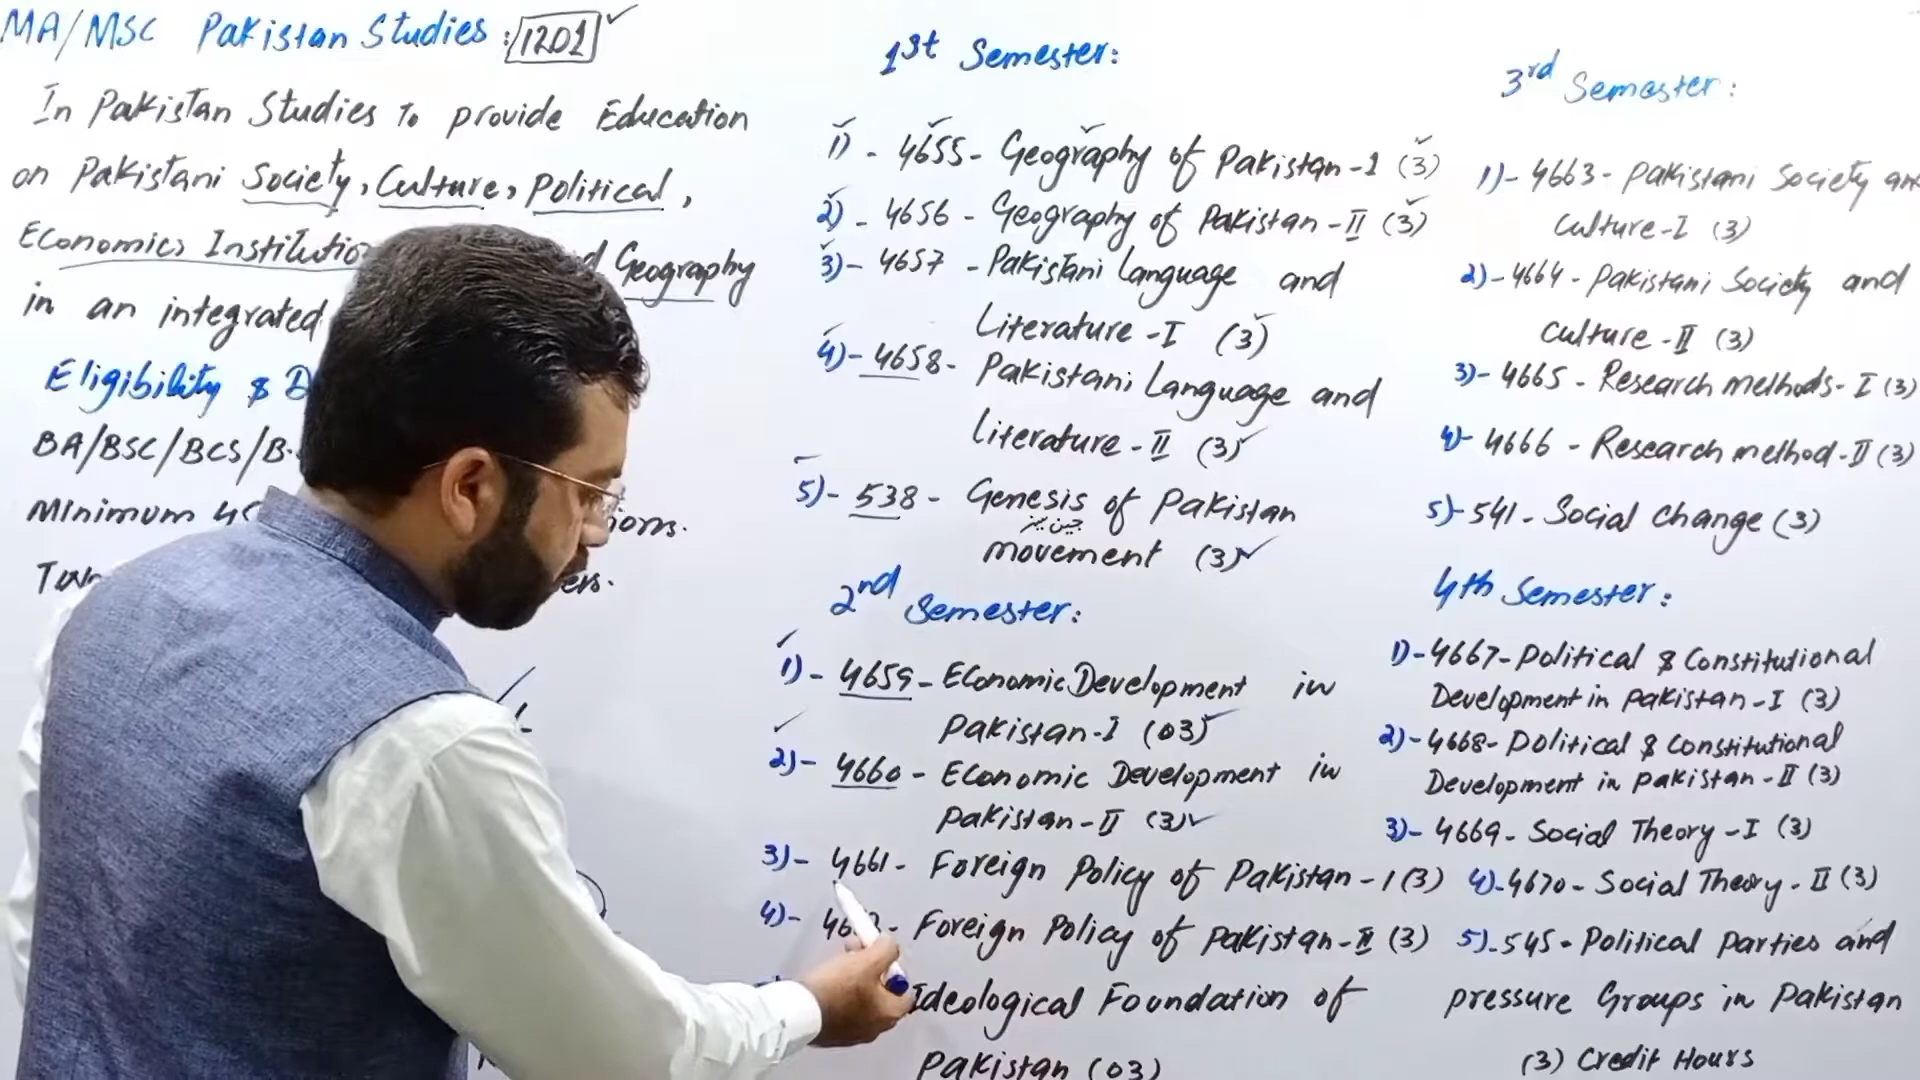 MA/MSC Pakistan Studies: 1201
In Pakistan Studies to provide Education
on Pakistani Society, Culture, Political,
Economics Institutio d Geography
in an integrated
Eligibility & D
BA/BSC/BCS/B.
Minimum 45 ions.
Tw ers.
1st Semester:
1) - 4655 - Geography of Pakistan - I (3)
2) - 4656 - Geography of Pakistan - II (3)
3) - 4657 - Pakistani Language and
Literature - I (3)
4) - 4658 - Pakistani Language and
Literature - II (3)
5) - 538 - Genesis of Pakistan
جین یز
movement (3)
2nd Semester:
1) - 4659 - Economic Development in
Pakistan - I (03)
2) - 4660 - Economic Development in
Pakistan - II (3)
3) - 4661 - Foreign Policy of Pakistan - I (3)
4) - Foreign Policy of Pakistan - II (3)
Ideological Foundation of
Pakistan (03)
3rd Semester:
1) - 4663 - Pakistani Society an
Culture - I (3)
2) - 4664 - Pakistani Society and
Culture - II (3)
3) - 4665 - Research methods - I (3)
4) - 4666 - Research method - II (3)
5) - 541 - Social Change (3)
4th Semester:
1) - 4667 - Political & Constitutional
Development in Pakistan - I (3)
2) - 4668 - Political & Constitutional
Development in Pakistan - II (3)
3) - 4669 - Social Theory - I (3)
4) - 4670 - Social Theory - II (3)
5) - 545 - Political Parties and
pressure Groups in Pakistan
(3) Credit Hours